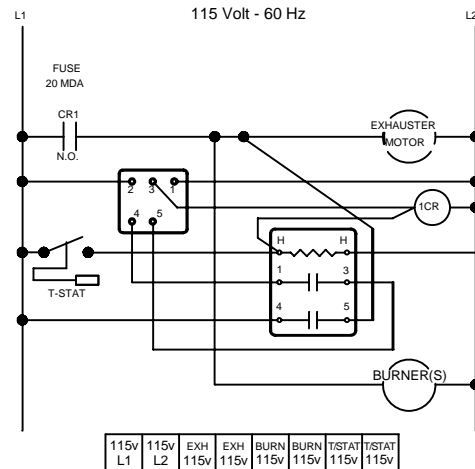 115 Volt - 60 Hz
L1
L2
FUSE
20 MDA
CR1
N.O.
EXHAUSTER
MOTOR
2 3 1
4 5
1CR
H H
1 3
4 5
T-STAT
BURNER(S)
115v 115v EXH EXH BURN BURN T/STAT T/STAT
L1 L2 115v 115v 115v 115v 115v 115v